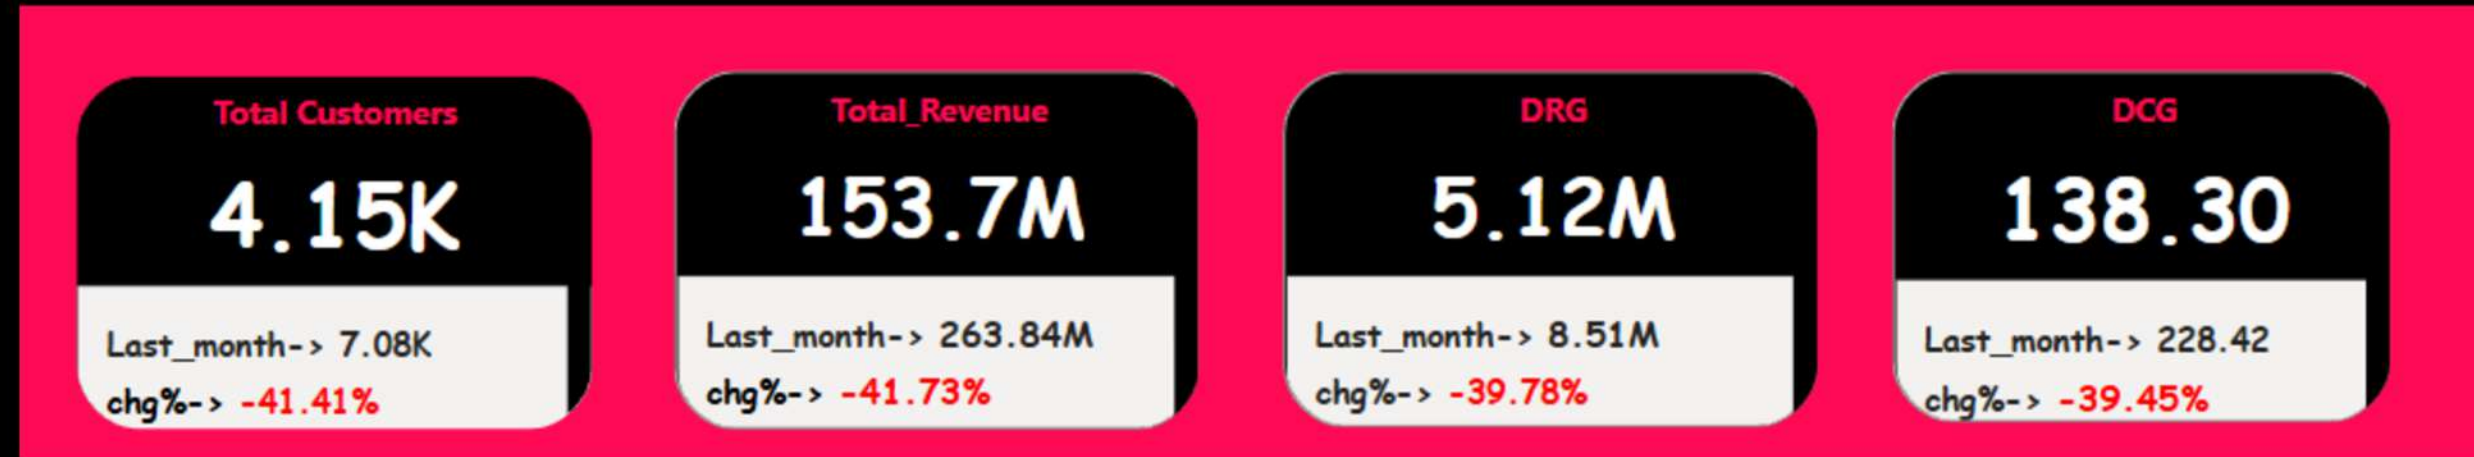 Total Customers
4.15K
Last_month-> 7.08K
chg%-> -41.41%
Total_Revenue
153.7M
Last_month-> 263.84M
chg%-> -41.73%
DRG
5.12M
Last_month-> 8.51M
chg%-> -39.78%
DCG
138.30
Last_month-> 228.42
chg%-> -39.45%